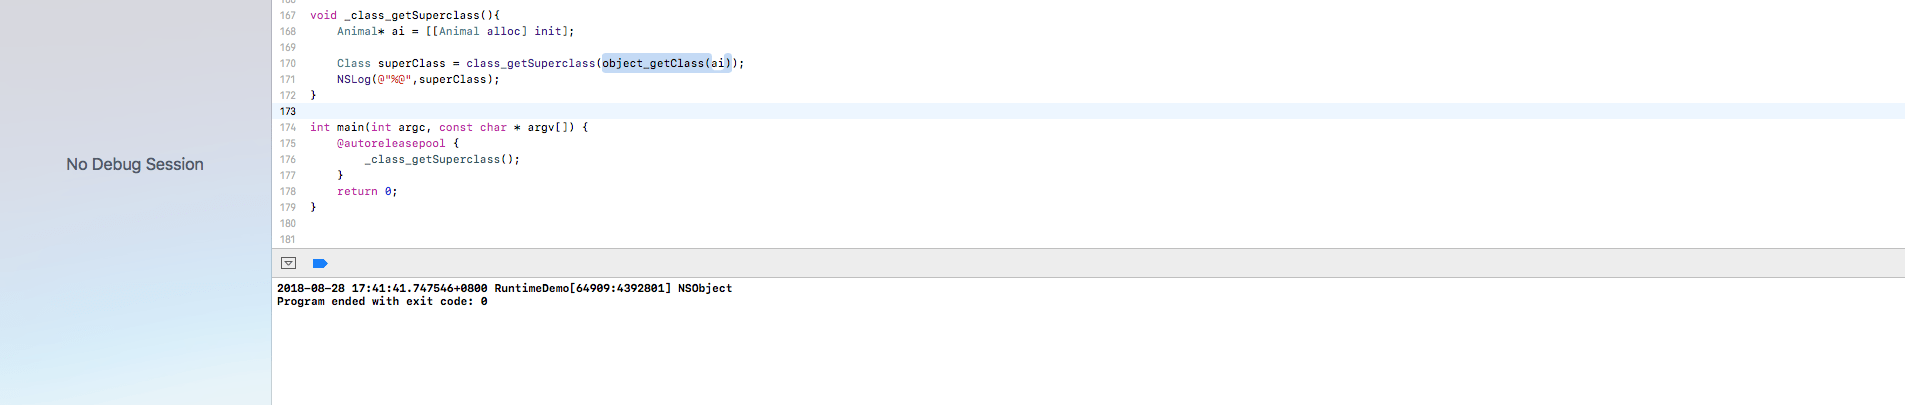 166
167 void _class_getSuperclass(){
168     Animal* ai = [[Animal alloc] init];
169
170     Class superClass = class_getSuperclass(object_getClass(ai));
171     NSLog(@"%@",superClass);
172 }
173
174 int main(int argc, const char * argv[]) {
175     @autoreleasepool {
176         _class_getSuperclass();
177     }
178     return 0;
179 }
180
181
No Debug Session
2018-08-28 17:41:41.747546+0800 RuntimeDemo[64909:4392801] NSObject
Program ended with exit code: 0